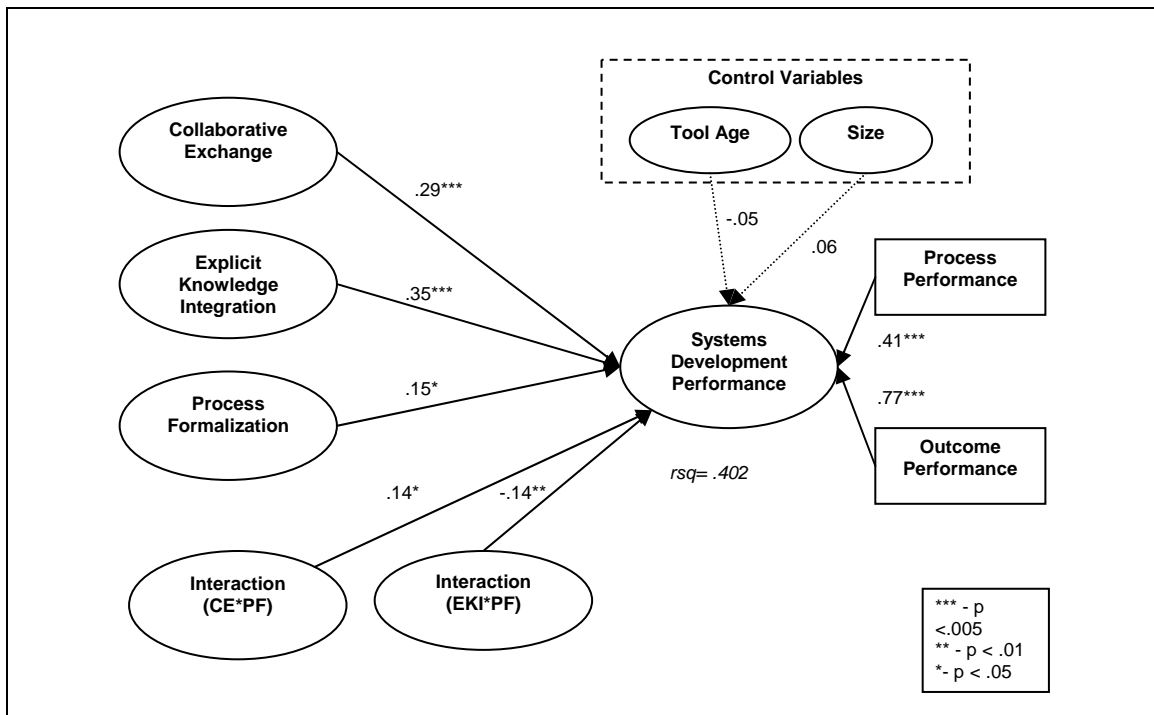 Control Variables
Tool Age
Size
Collaborative
Exchange
.29***
-.05
.06
Explicit
Knowledge
Integration
.35***
Process
Performance
.41***
Systems
Development
Performance
.77***
Process
Formalization
.15*
Outcome
Performance
rsq= .402
.14*
-.14**
Interaction
(CE*PF)
Interaction
(EKI*PF)
*** - p
<.005
** - p < .01
*- p < .05